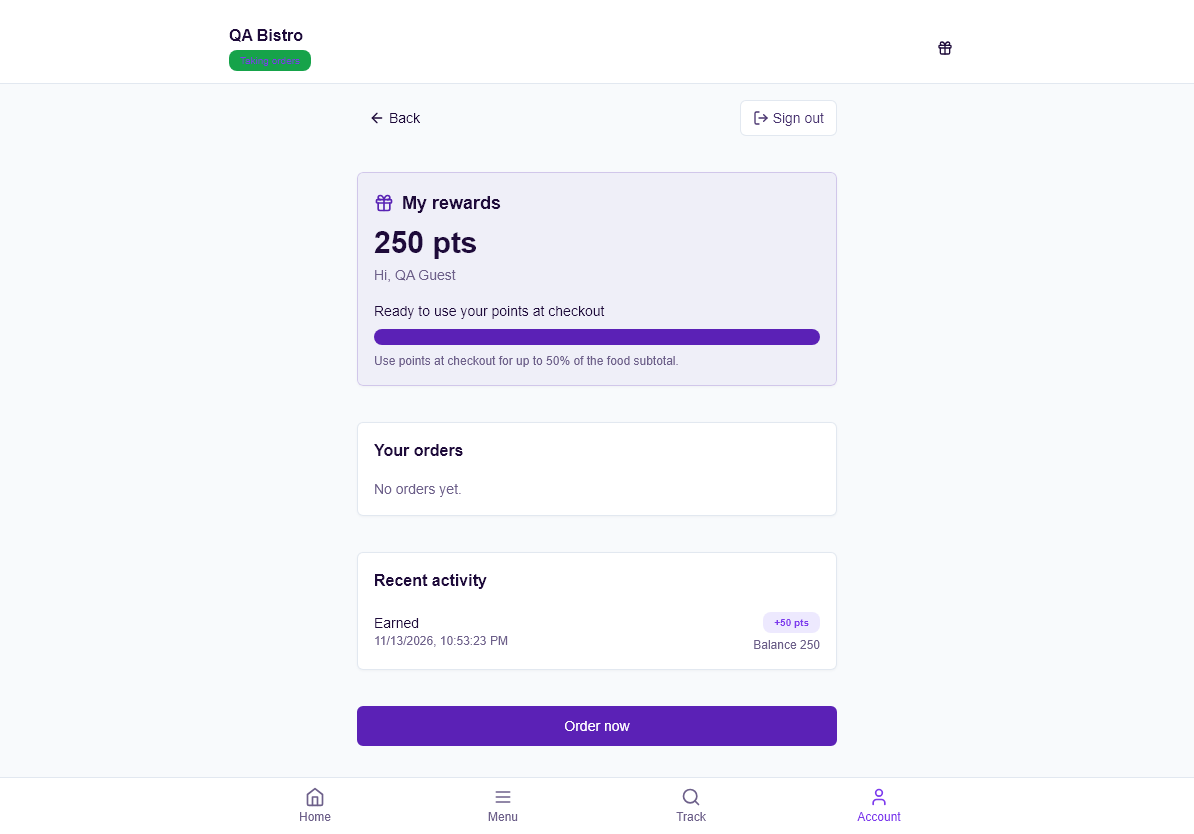 QA Bistro
Taking orders
Back
Sign out
My rewards
250 pts
Hi, QA Guest
Ready to use your points at checkout
Use points at checkout for up to 50% of the food subtotal.
Your orders
No orders yet.
Recent activity
Earned
+50 pts
11/13/2026, 10:53:23 PM
Balance 250
Order now
Home
Menu
Track
Account